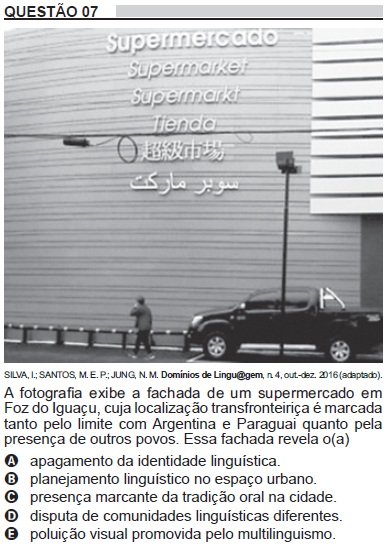 QUESTÃO 07
Supermercado
Supermarket
Supermarkt
Tienda
超級市場
سوبر ماركت
SILVA, I.; SANTOS, M. E. P.; JUNG, N. M. Domínios de Lingu@gem, n. 4, out.-dez. 2016 (adaptado).
A fotografia exibe a fachada de um supermercado em
Foz do Iguaçu, cuja localização transfronteiriça é marcada
tanto pelo limite com Argentina e Paraguai quanto pela
presença de outros povos. Essa fachada revela o(a)
A apagamento da identidade linguística.
B planejamento linguístico no espaço urbano.
C presença marcante da tradição oral na cidade.
D disputa de comunidades linguísticas diferentes.
E poluição visual promovida pelo multilinguismo.